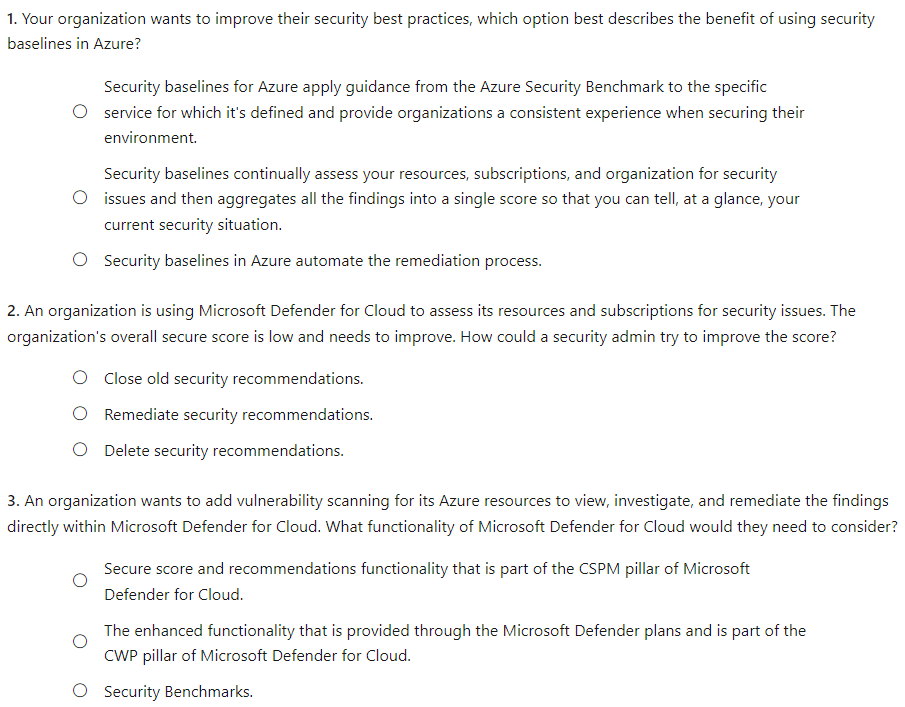 1. Your organization wants to improve their security best practices, which option best describes the benefit of using security
baselines in Azure?
Security baselines for Azure apply guidance from the Azure Security Benchmark to the specific
service for which it's defined and provide organizations a consistent experience when securing their
environment.
Security baselines continually assess your resources, subscriptions, and organization for security
issues and then aggregates all the findings into a single score so that you can tell, at a glance, your
current security situation.
Security baselines in Azure automate the remediation process.
2. An organization is using Microsoft Defender for Cloud to assess its resources and subscriptions for security issues. The
organization's overall secure score is low and needs to improve. How could a security admin try to improve the score?
Close old security recommendations.
Remediate security recommendations.
Delete security recommendations.
3. An organization wants to add vulnerability scanning for its Azure resources to view, investigate, and remediate the findings
directly within Microsoft Defender for Cloud. What functionality of Microsoft Defender for Cloud would they need to consider?
Secure score and recommendations functionality that is part of the CSPM pillar of Microsoft
Defender for Cloud.
The enhanced functionality that is provided through the Microsoft Defender plans and is part of the
CWP pillar of Microsoft Defender for Cloud.
Security Benchmarks.